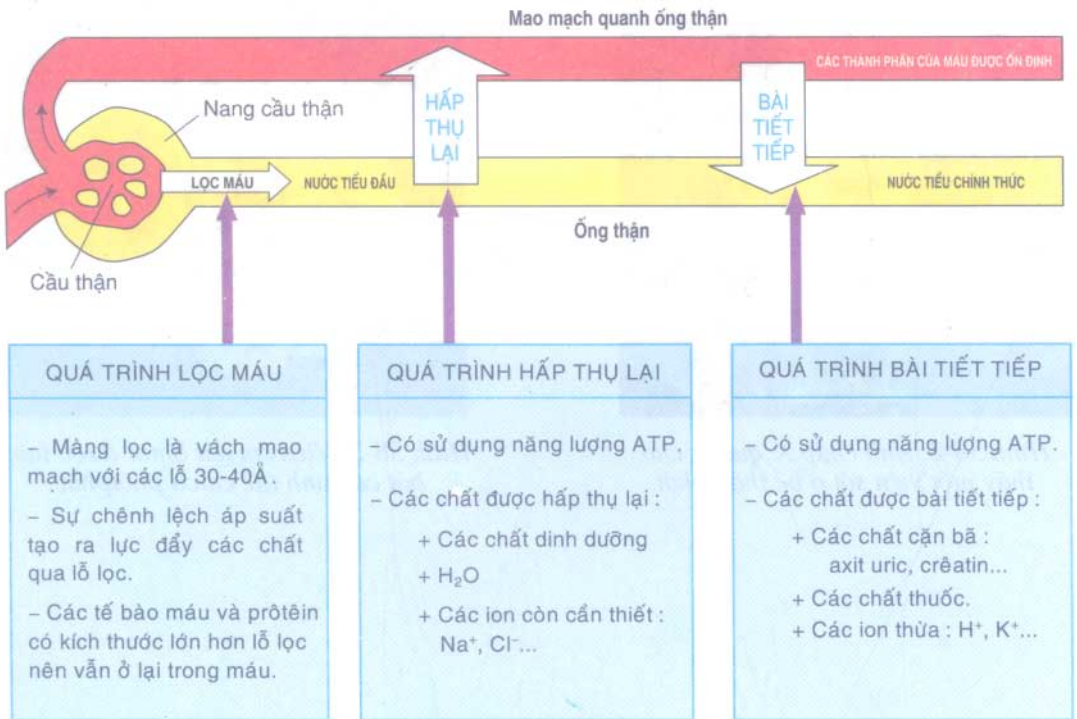 Mao mạch quanh ống thận
CÁC THÀNH PHẦN CỦA MÁU ĐƯỢC ỔN ĐỊNH
Nang cầu thận
HẤP
THỤ
LẠI
BÀI
TIẾT
TIẾP
LỌC MÁU
NƯỚC TIỂU ĐẦU
NƯỚC TIỂU CHÍNH THỨC
Ống thận
Cầu thận
QUÁ TRÌNH LỌC MÁU
– Màng lọc là vách mao
mạch với các lỗ 30-40Å.
– Sự chênh lệch áp suất
tạo ra lực đẩy các chất
qua lỗ lọc.
– Các tế bào máu và prôtêin
có kích thước lớn hơn lỗ lọc
nên vẫn ở lại trong máu.
QUÁ TRÌNH HẤP THỤ LẠI
– Có sử dụng năng lượng ATP.
– Các chất được hấp thụ lại :
+ Các chất dinh dưỡng
+ H₂O
+ Các ion còn cần thiết :
Na⁺, Cl⁻...
QUÁ TRÌNH BÀI TIẾT TIẾP
– Có sử dụng năng lượng ATP.
– Các chất được bài tiết tiếp :
+ Các chất cặn bã :
axit uric, crêatin...
+ Các chất thuốc.
+ Các ion thừa : H⁺, K⁺...